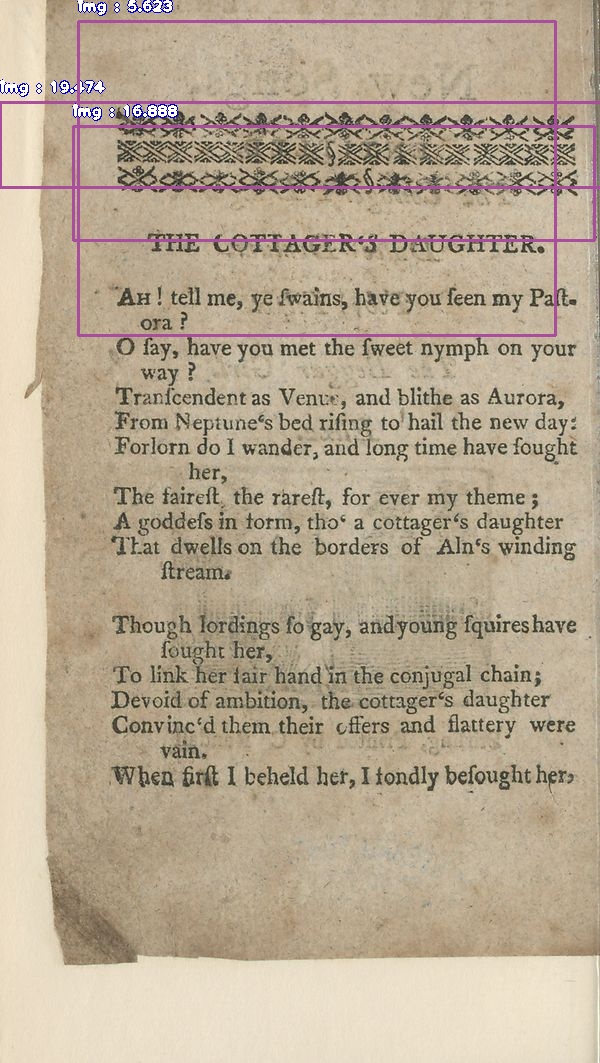 img : 5.623
img : 19.474
img : 16.888
THE COTTAGER'S DAUGHTER.
AH ! tell me, ye ſwains, have you ſeen my Paſt-
ora ?
O ſay, have you met the ſweet nymph on your
way ?
Tranſcendent as Venus, and blithe as Aurora,
From Neptune‘s bed riſing to hail the new day:
Forlorn do I wander, and long time have ſought
her,
The faireſt, the rareſt, for ever my theme ;
A goddeſs in form, tho‘ a cottager‘s daughter
That dwells on the borders of Aln‘s winding
ſtream.
Though lordings ſo gay, and young ſquires have
ſought her,
To link her fair hand in the conjugal chain;
Devoid of ambition, the cottager‘s daughter
Convinc‘d them their offers and flattery were
vain.
When firſt I beheld her, I fondly beſought her,